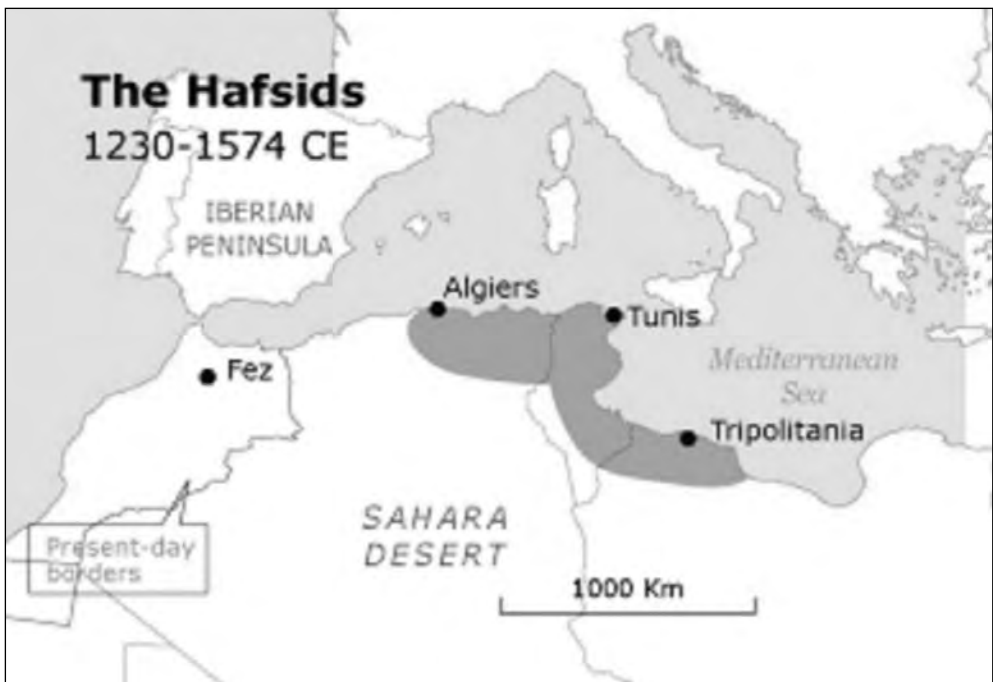 The Hafsids
1230-1574 CE
IBERIAN
PENINSULA
Algiers
Tunis
Fez
Mediterranean
Sea
Tripolitania
SAHARA
DESERT
Present-day
borders
1000 Km